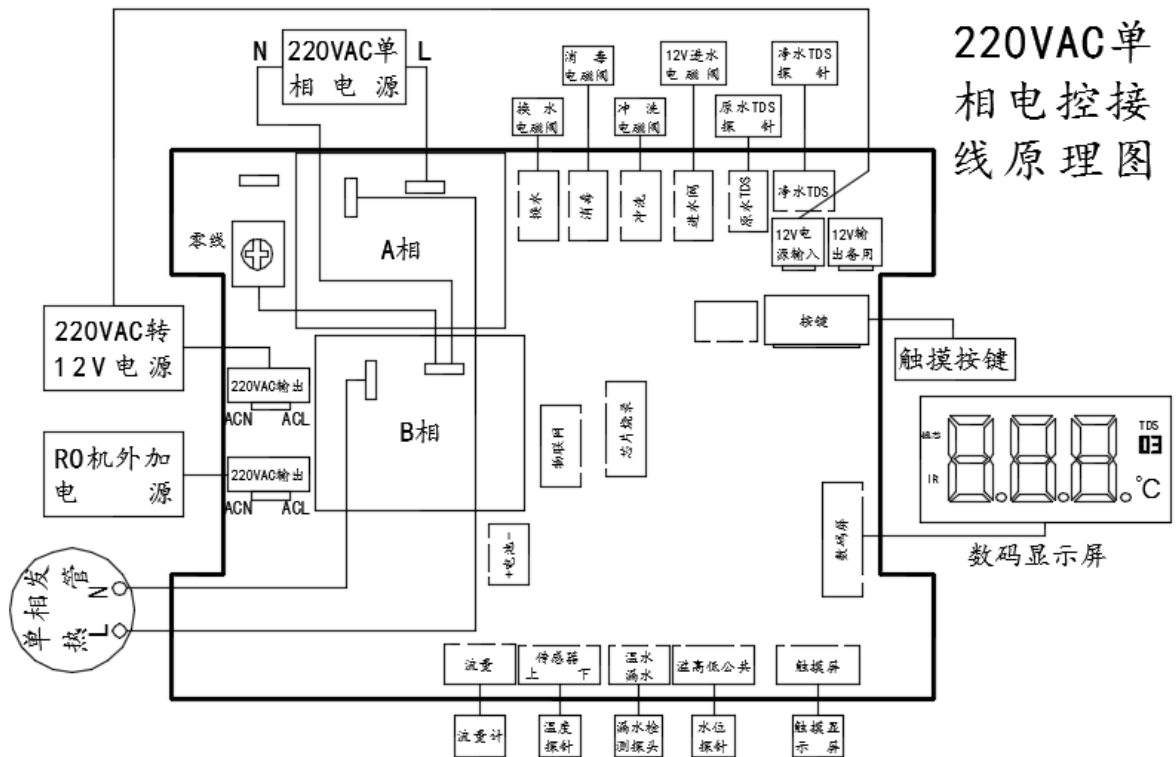 220VAC单
相电控接
线原理图
N
220VAC单
相电源
L
消毒
电磁阀
12V进水
电磁阀
净水TDS
探针
换水
电磁阀
冲洗
电磁阀
原水TDS
探针
换水
消毒
冲洗
进水阀
原水TDS
净水TDS
12V电
源输入
12V输
出备用
零线
A相
按键
触摸按键
220VAC转
12V电源
220VAC输出
ACN
ACL
B相
物联网
芯片烧录
TDS
03
IR
℃
RO机外加
电源
220VAC输出
ACN
ACL
数码屏
数码显示屏
+电池-
单相发
热管
N
L
流量
传感器
上下
温水
漏水
溢高低公共
触摸屏
流量计
温度
探针
漏水检
测探头
水位
探针
触摸显
示屏